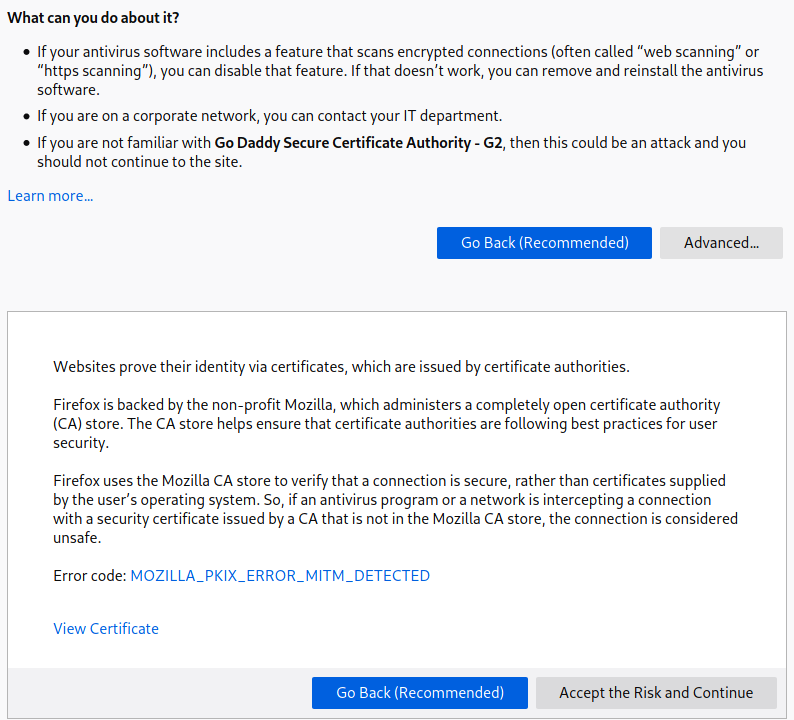 What can you do about it?
• If your antivirus software includes a feature that scans encrypted connections (often called “web scanning” or
“https scanning”), you can disable that feature. If that doesn’t work, you can remove and reinstall the antivirus
software.
• If you are on a corporate network, you can contact your IT department.
• If you are not familiar with Go Daddy Secure Certificate Authority - G2, then this could be an attack and you
should not continue to the site.
Learn more…
Go Back (Recommended)
Advanced…
Websites prove their identity via certificates, which are issued by certificate authorities.
Firefox is backed by the non-profit Mozilla, which administers a completely open certificate authority
(CA) store. The CA store helps ensure that certificate authorities are following best practices for user
security.
Firefox uses the Mozilla CA store to verify that a connection is secure, rather than certificates supplied
by the user’s operating system. So, if an antivirus program or a network is intercepting a connection
with a security certificate issued by a CA that is not in the Mozilla CA store, the connection is considered
unsafe.
Error code: MOZILLA_PKIX_ERROR_MITM_DETECTED
View Certificate
Go Back (Recommended)
Accept the Risk and Continue